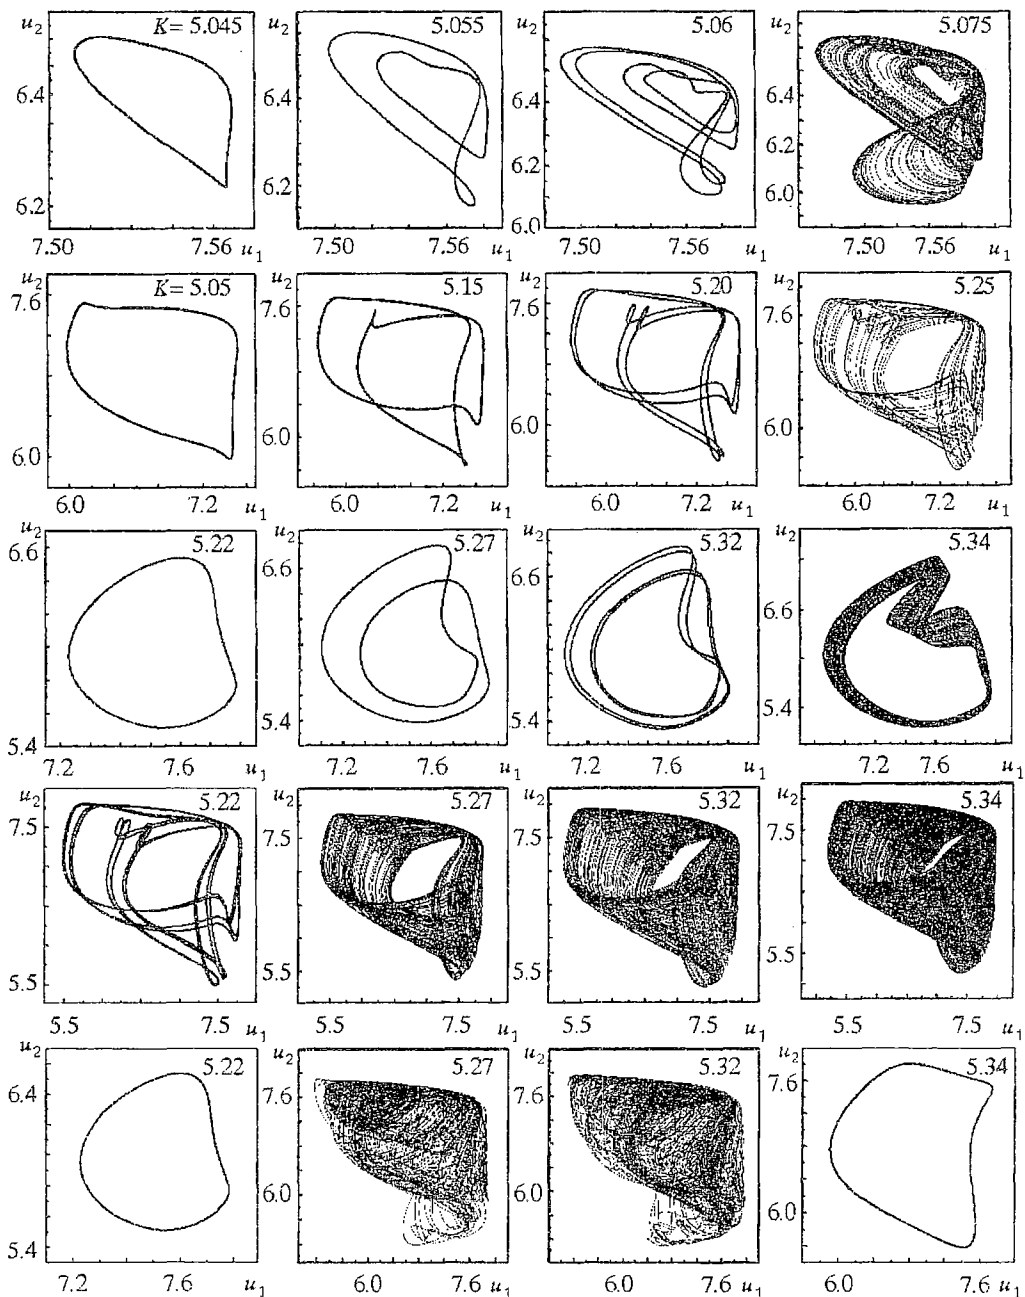 u2 K= 5.045 u2 5.055 u2 5.06 u2 5.075
6.4 6.4 6.4 6.4
6.2 6.2 6.2 6.2
6.0 6.0
7.50 7.56 u1 7.50 7.56 u1 7.50 7.56 u1 7.50 7.56 u1
u2 K= 5.05 u2 5.15 u2 5.20 u2 5.25
7.6 7.6 7.6 7.6
6.0 6.0 6.0 6.0
6.0 7.2 u1 6.0 7.2 u1 6.0 7.2 u1 6.0 7.2 u1
u2 5.22 u2 5.27 u2 5.32 u2 5.34
6.6 6.6 6.6 6.6
5.4 5.4 5.4 5.4
7.2 7.6 u1 7.2 7.6 u1 7.2 7.6 u1 7.2 7.6 u1
u2 5.22 u2 5.27 u2 5.32 u2 5.34
7.5 7.5 7.5 7.5
5.5 5.5 5.5 5.5
5.5 7.5 u1 5.5 7.5 u1 5.5 7.5 u1 5.5 7.5 u1
u2 5.22 u2 5.27 u2 5.32 u2 5.34
6.4 7.6 7.6 7.6
5.4 6.0 6.0 6.0
7.2 7.6 u1 6.0 7.6 u1 6.0 7.6 u1 6.0 7.6 u1